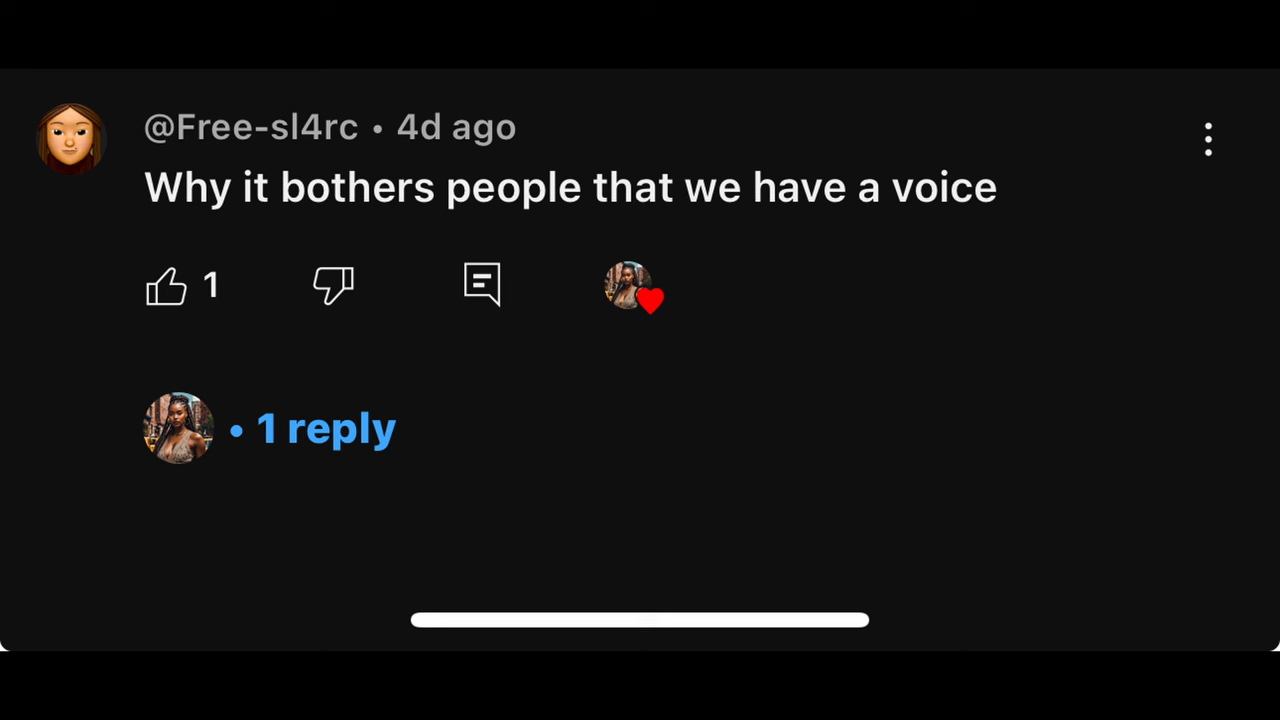 @Free-sl4rc • 4d ago
Why it bothers people that we have a voice
1
• 1 reply